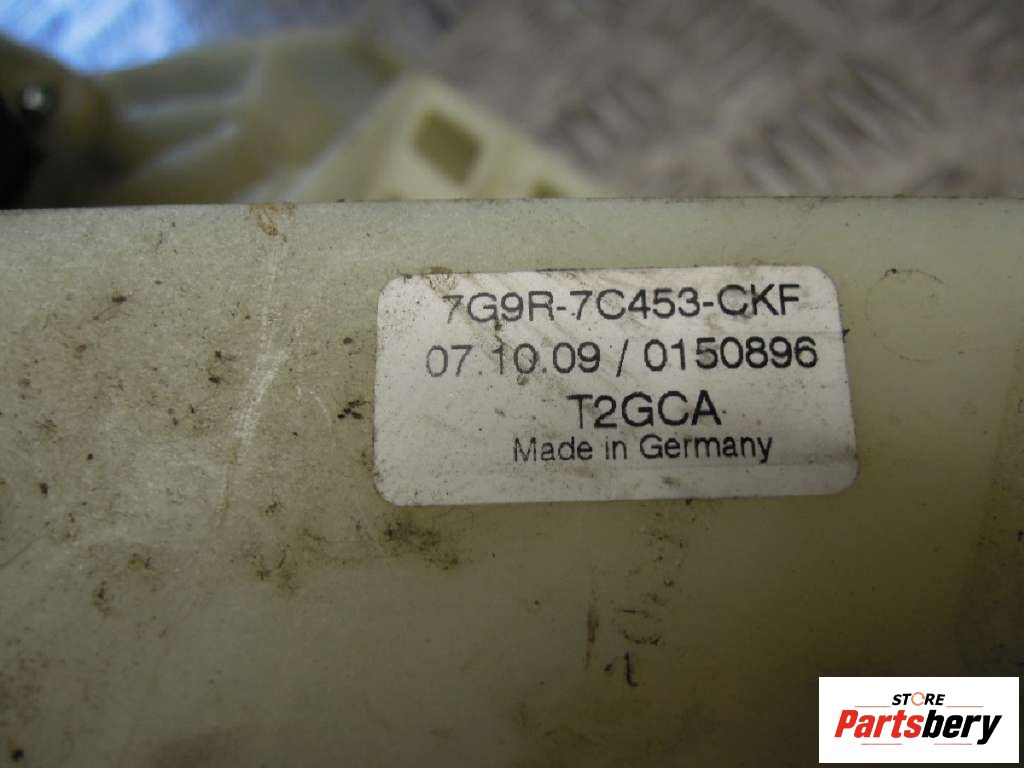 7G9R-7C453-CKF
07.10.09 / 0150896
T2GCA
Made in Germany
STORE
Partsbery